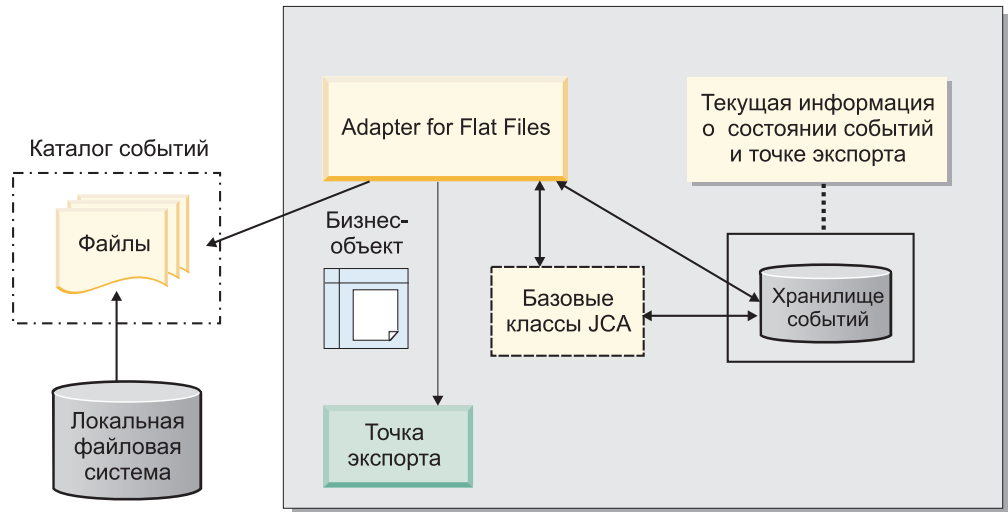 Каталог событий
Файлы
Локальная
файловая
система
Adapter for Flat Files
Бизнес-
объект
Точка
экспорта
Базовые
классы JCA
Текущая информация
о состоянии событий
и точке экспорта
Хранилище
событий